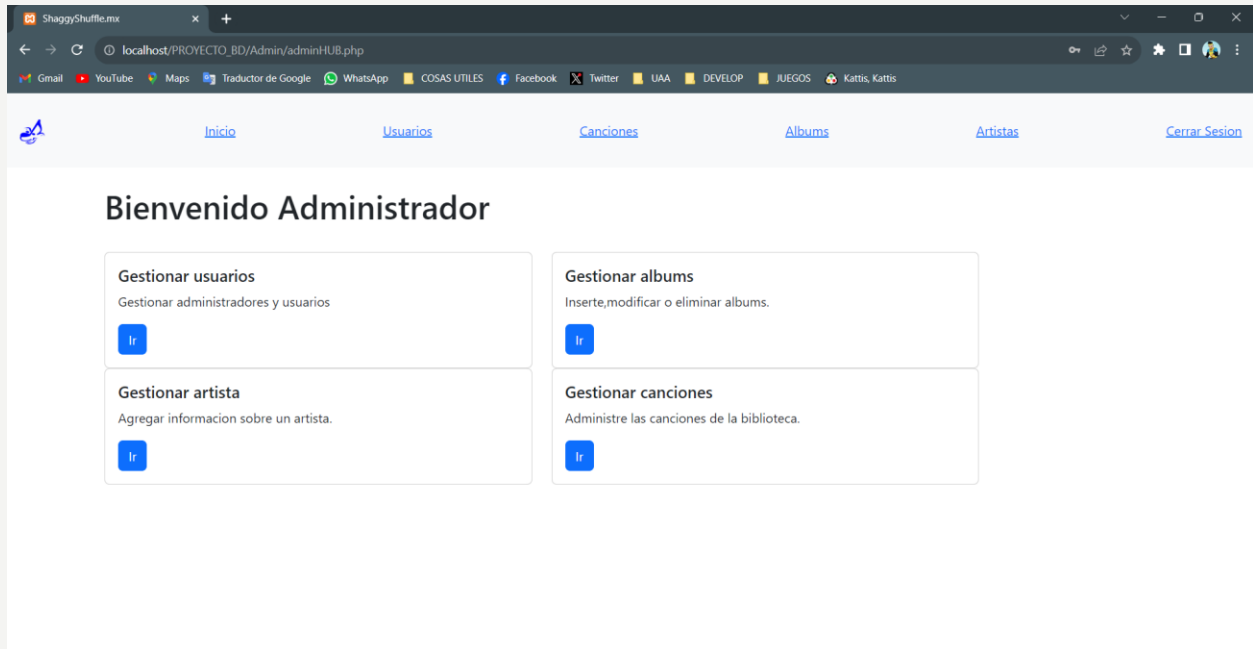 ShaggyShuffle.mx
localhost/PROYECTO_BD/Admin/adminHUB.php
Gmail YouTube Maps Traductor de Google WhatsApp COSAS UTILES Facebook Twitter UAA DEVELOP JUEGOS Kattis, Kattis
Inicio Usuarios Canciones Albums Artistas Cerrar Sesion
Bienvenido Administrador
Gestionar usuarios
Gestionar administradores y usuarios
Ir
Gestionar albums
Inserte,modificar o eliminar albums.
Ir
Gestionar artista
Agregar informacion sobre un artista.
Ir
Gestionar canciones
Administre las canciones de la biblioteca.
Ir